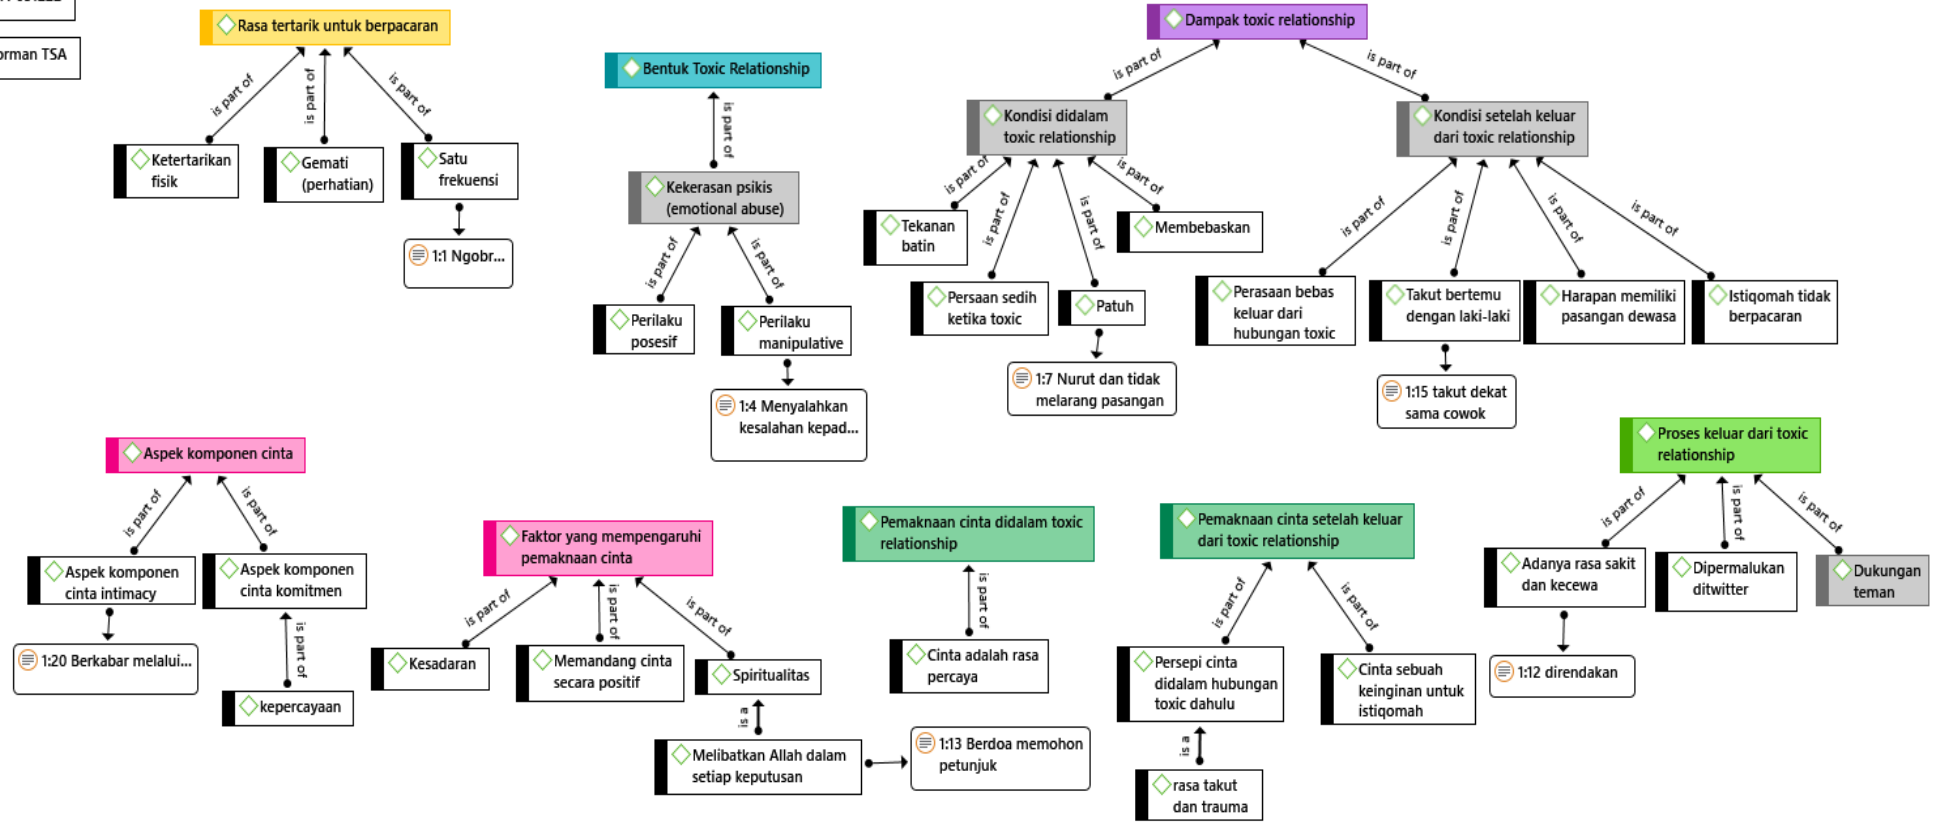 orman TSA
Rasa tertarik untuk berpacaran
is part of
is part of
is part of
Ketertarikan
fisik
Gemati
(perhatian)
Satu
frekuensi
1:1 Ngobr...
Bentuk Toxic Relationship
is part of
Kekerasan psikis
(emotional abuse)
is part of
is part of
Perilaku
posesif
Perilaku
manipulative
1:4 Menyalahkan
kesalahan kepad...
Dampak toxic relationship
is part of
is part of
Kondisi didalam
toxic relationship
Kondisi setelah keluar
dari toxic relationship
is part of
is part of
is part of
is part of
Tekanan
batin
Persaan sedih
ketika toxic
Patuh
Membebaskan
1:7 Nurut dan tidak
melarang pasangan
is part of
is part of
is part of
is part of
Perasaan bebas
keluar dari
hubungan toxic
Takut bertemu
dengan laki-laki
Harapan memiliki
pasangan dewasa
Istiqomah tidak
berpacaran
1:15 takut dekat
sama cowok
Aspek komponen cinta
is part of
is part of
Aspek komponen
cinta intimacy
Aspek komponen
cinta komitmen
1:20 Berkabar melalui...
is part of
kepercayaan
Faktor yang mempengaruhi
pemaknaan cinta
is part of
is part of
is part of
Kesadaran
Memandang cinta
secara positif
Spiritualitas
is a
Melibatkan Allah dalam
setiap keputusan
1:13 Berdoa memohon
petunjuk
Pemaknaan cinta didalam toxic
relationship
is part of
Cinta adalah rasa
percaya
Pemaknaan cinta setelah keluar
dari toxic relationship
is part of
is part of
Persepi cinta
didalam hubungan
toxic dahulu
Cinta sebuah
keinginan untuk
istiqomah
is a
rasa takut
dan trauma
Proses keluar dari toxic
relationship
is part of
is part of
is part of
Adanya rasa sakit
dan kecewa
Dipermalukan
ditwitter
Dukungan
teman
1:12 direndakan